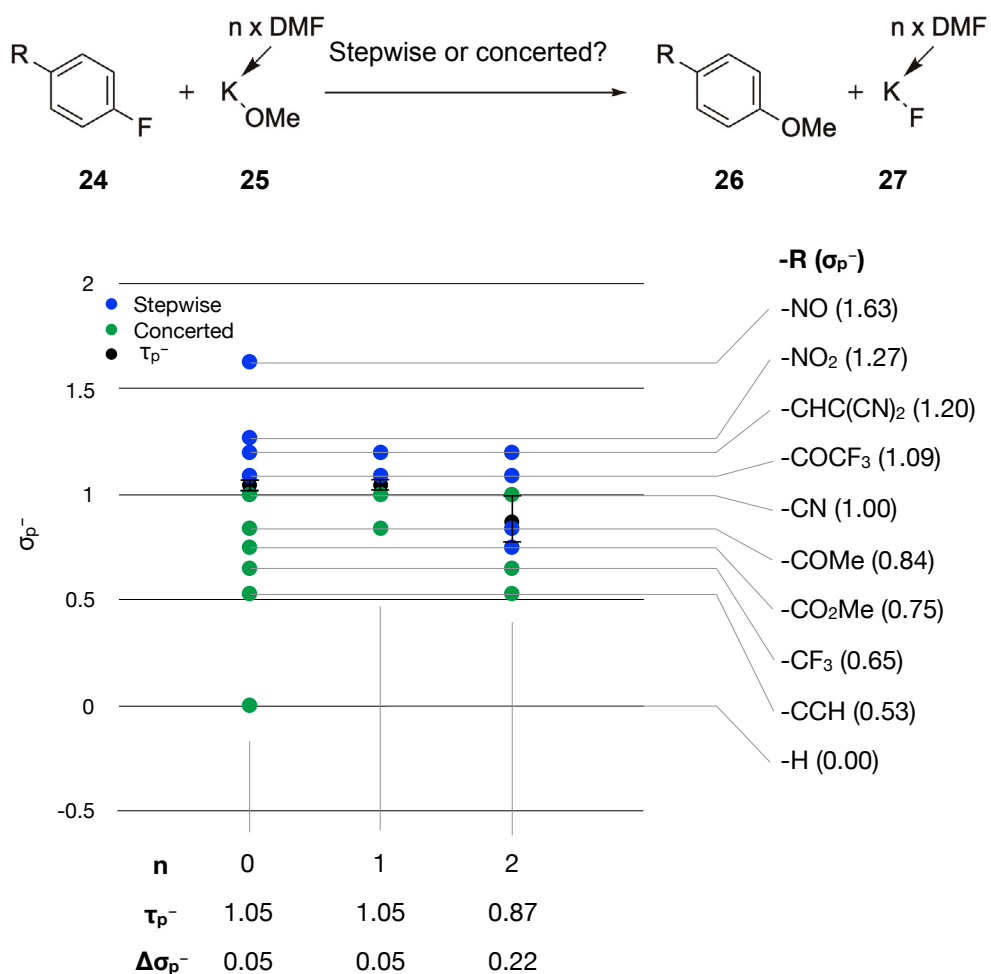 n x DMF
n x DMF
R
Stepwise or concerted?
R
F
+
K
OMe
OMe
+
K
F
24
25
26
27
-R (σp⁻)
2
Stepwise
Concerted
τp⁻
-NO (1.63)
-NO₂ (1.27)
1.5
-CHC(CN)₂ (1.20)
-COCF₃ (1.09)
1
-CN (1.00)
σp⁻
-COMe (0.84)
-CO₂Me (0.75)
0.5
-CF₃ (0.65)
-CCH (0.53)
0
-H (0.00)
-0.5
n 0 1 2
τp⁻ 1.05 1.05 0.87
Δσp⁻ 0.05 0.05 0.22